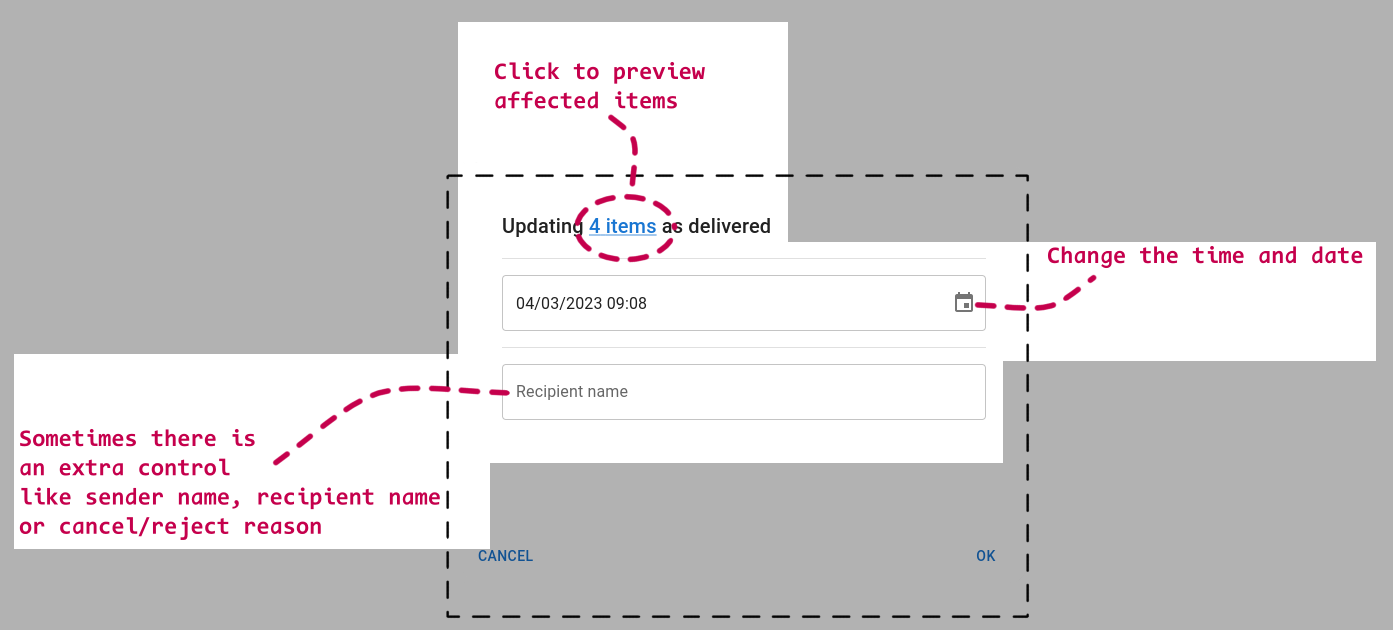 Click to preview
affected items
Updating 4 items as delivered
Change the time and date
04/03/2023 09:08
Recipient name
Sometimes there is
an extra control
like sender name, recipient name
or cancel/reject reason
CANCEL
OK